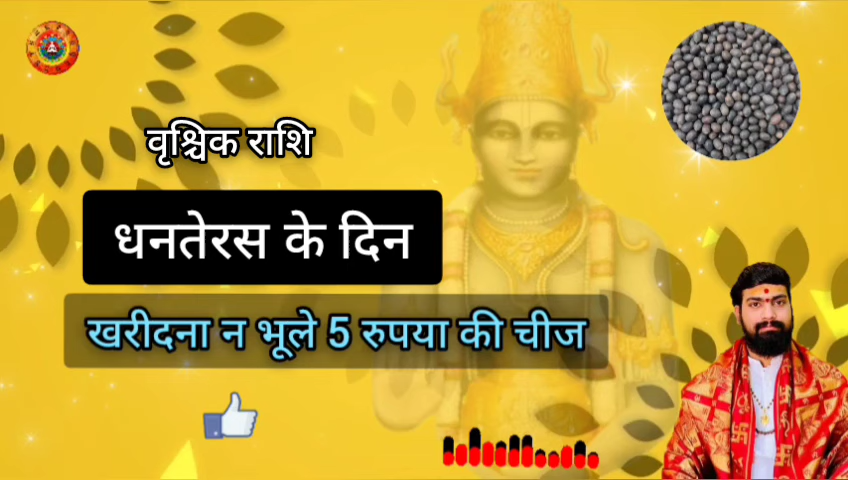 वृश्चिक राशि
धनतेरस के दिन
खरीदना न भूले 5 रुपया की चीज